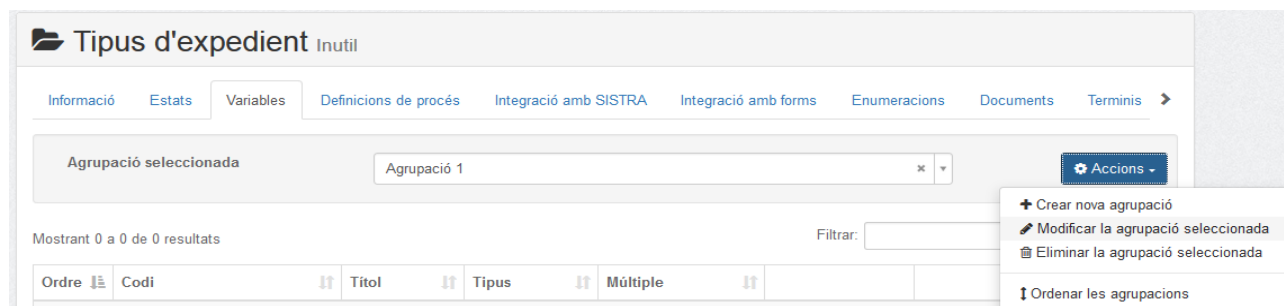 Tipus d'expedient Inutil
Informació Estats Variables Definicions de procés Integració amb SISTRA Integració amb forms Enumeracions Documents Terminis
Agrupació seleccionada Agrupació 1 Accions
Crear nova agrupació
Modificar la agrupació seleccionada
Mostrant 0 a 0 de 0 resultats Filtrar:
Eliminar la agrupació seleccionada
Ordre Codi Títol Tipus Múltiple
Ordenar les agrupacions